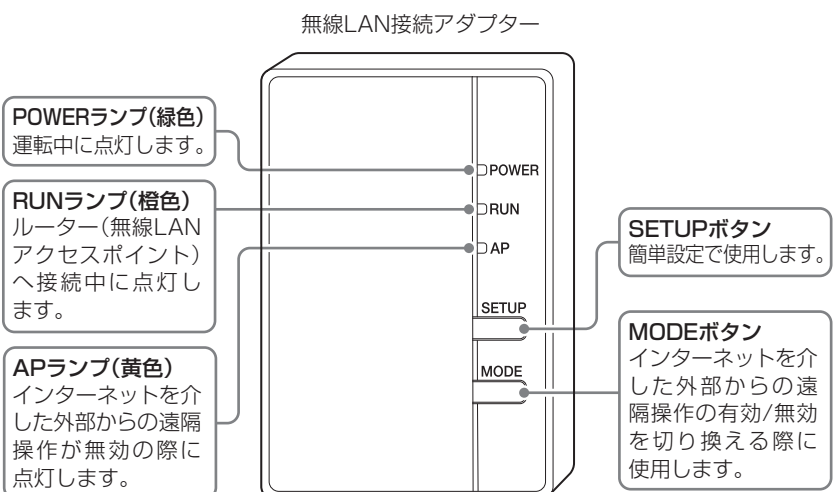 無線LAN接続アダプター
POWERランプ(緑色)
運転中に点灯します。
RUNランプ(橙色)
ルーター(無線LAN
アクセスポイント)
へ接続中に点灯し
ます。
APランプ(黄色)
インターネットを介
した外部からの遠隔
操作が無効の際に
点灯します。
POWER
RUN
AP
SETUP
MODE
SETUPボタン
簡単設定で使用します。
MODEボタン
インターネットを介
した外部からの遠
隔操作の有効/無効
を切り換える際に
使用します。